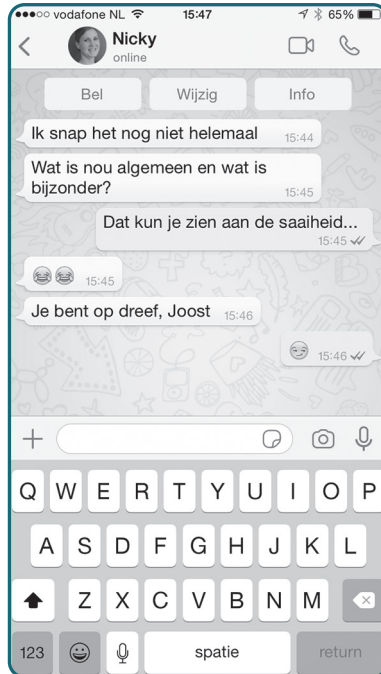 vodafone NL 15:47 65%
Nicky
online
Bel Wijzig Info
Ik snap het nog niet helemaal 15:44
Wat is nou algemeen en wat is
bijzonder? 15:45
Dat kun je zien aan de saaiheid...
15:45
😂😂 15:45
Je bent op dreef, Joost 15:46
😏 15:46
Q W E R T Y U I O P
A S D F G H J K L
Z X C V B N M
123 spatie return